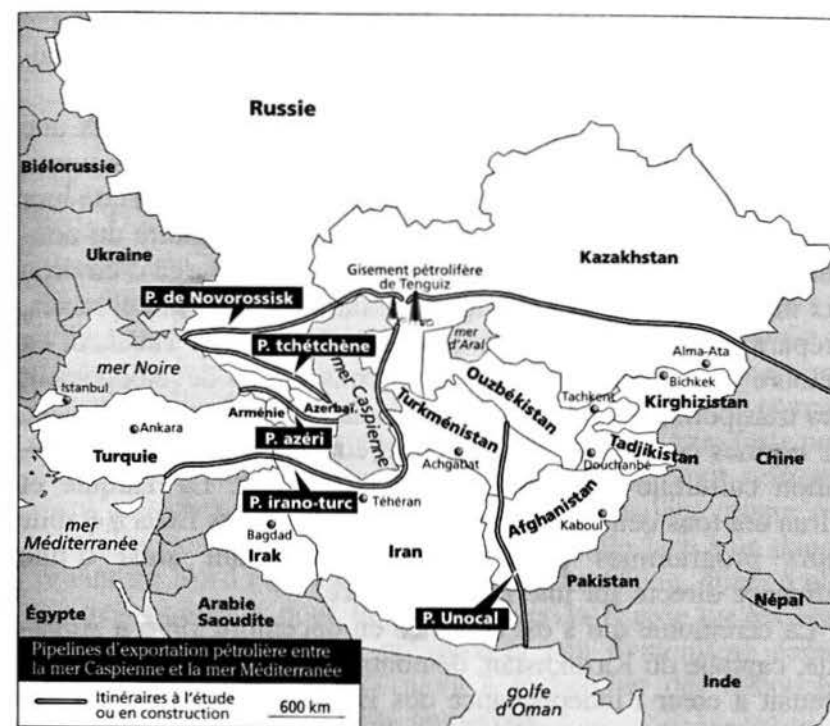 Russie
Biélorussie
Ukraine
Kazakhstan
Gisement pétrolifère
de Tenguiz
P. de Novorossisk
P. tchétchène
mer
d'Aral
Alma-Ata
mer Noire
mer Caspienne
Ouzbékistan
Bichkek
Istanbul
Tachkent
Kirghizistan
Arménie
Azerbaï.
Turkménistan
Ankara
P. azéri
Tadjikistan
Turquie
Achgabat
Douchanbé
Chine
P. irano-turc
Téhéran
Afghanistan
mer
Méditerranée
Bagdad
Kaboul
Irak
Iran
Pakistan
Égypte
Arabie
Saoudite
P. Unocal
Népal
Pipelines d'exportation pétrolière entre
la mer Caspienne et la mer Méditerranée
Itinéraires à l'étude
ou en construction
600 km
golfe
d'Oman
Inde